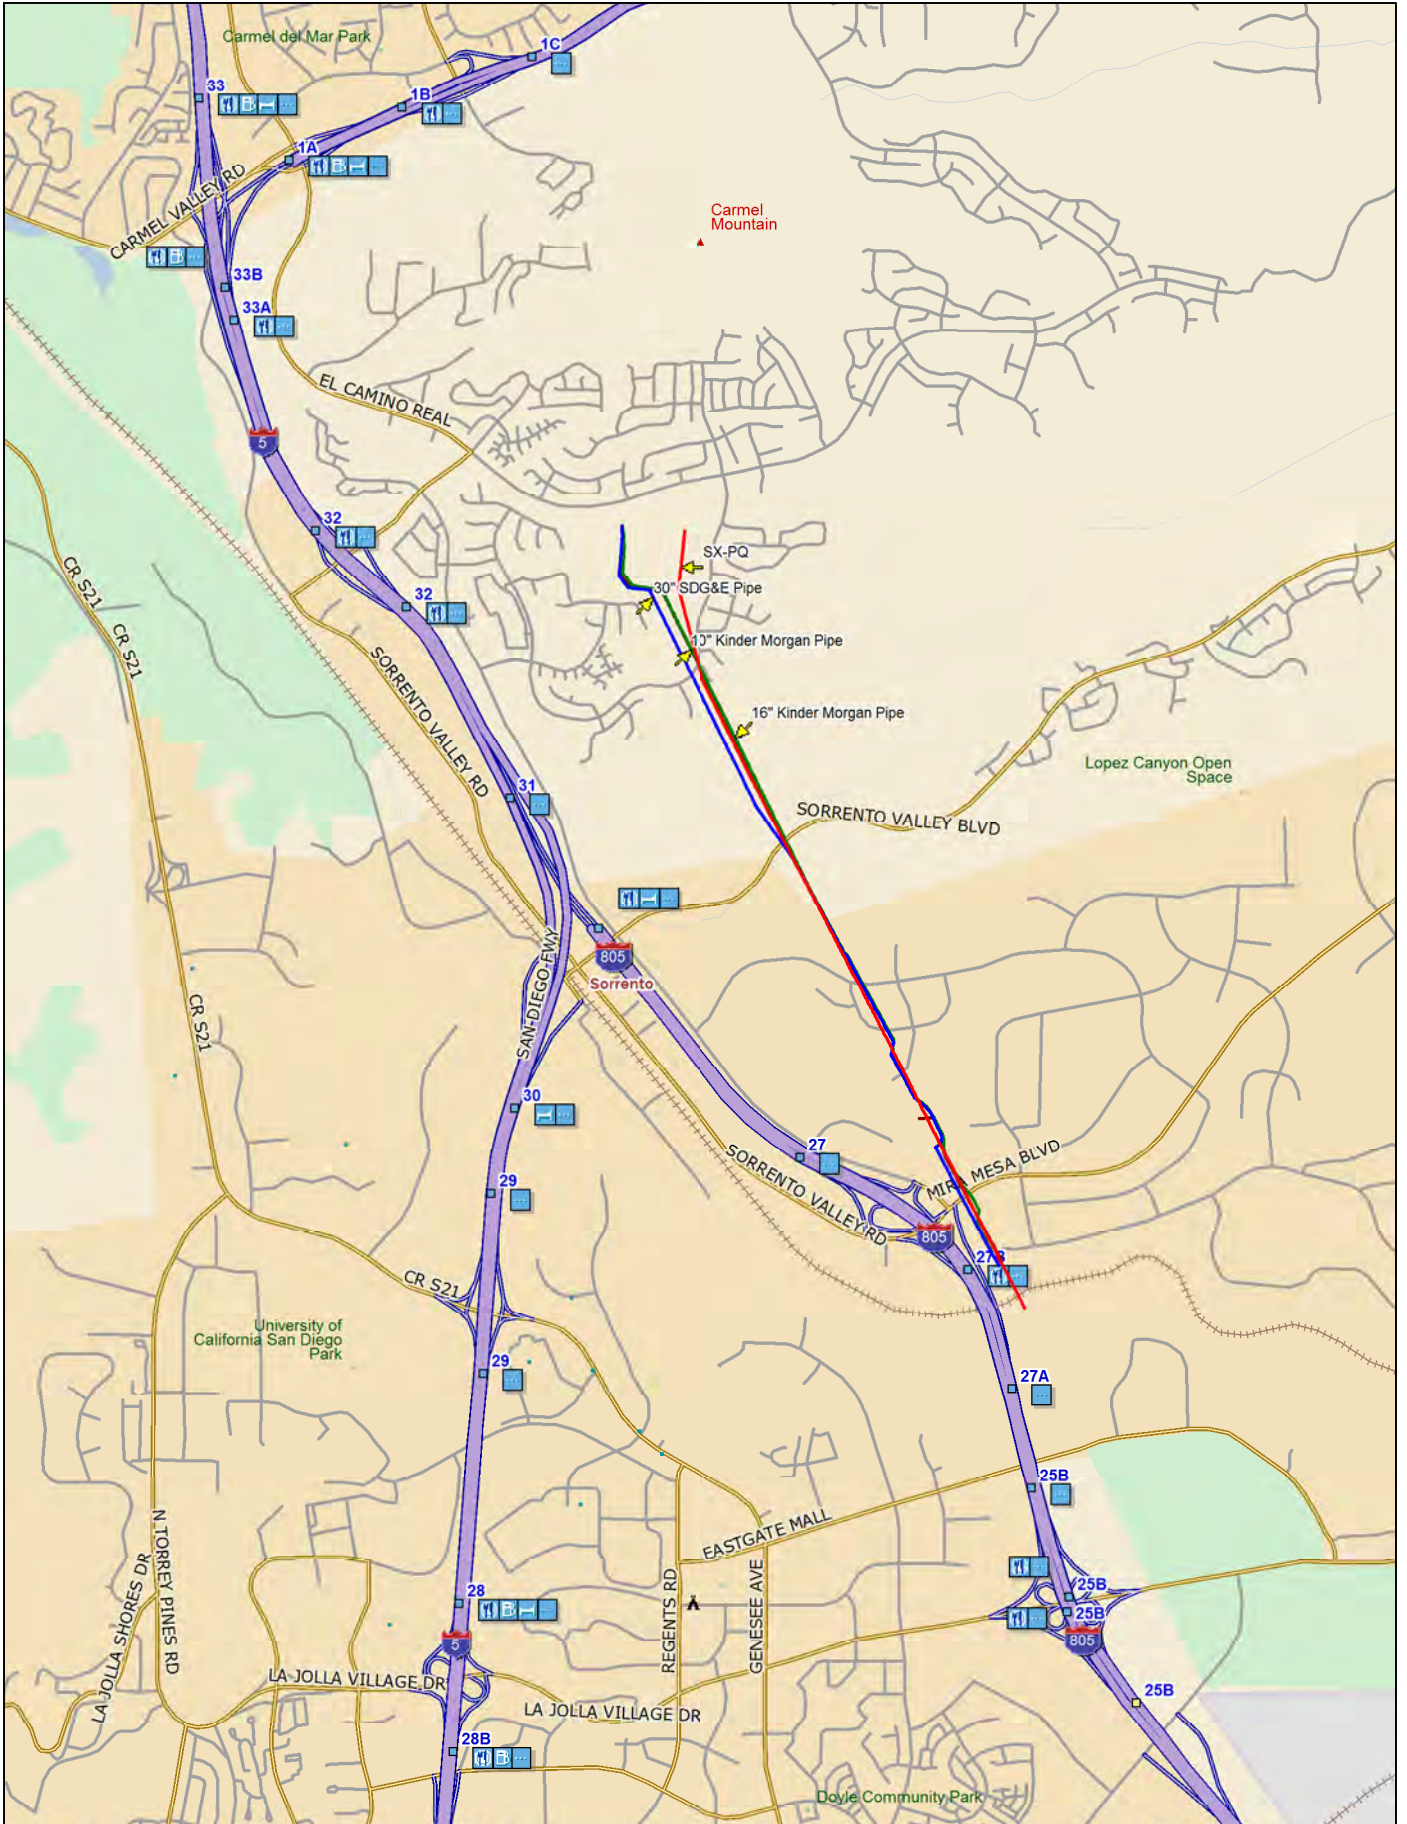 Carmel del Mar Park
1C
33
1B
1A
CARMEL VALLEY RD
Carmel
Mountain
33B
33A
EL CAMINO REAL
5
32
SX-PQ
CR S21
30" SDG&E Pipe
32
CR S21
10" Kinder Morgan Pipe
SORRENTO VALLEY RD
16" Kinder Morgan Pipe
Lopez Canyon Open
Space
31
SORRENTO VALLEY BLVD
805
Sorrento
SAN DIEGO FWY
CR S21
30
27
SORRENTO VALLEY RD
MIRA MESA BLVD
29
805
27B
CR S21
University of
California San Diego
Park
29
27A
25B
N TORREY PINES RD
EASTGATE MALL
LA JOLLA SHORES DR
REGENTS RD
GENESEE AVE
28
25B
25B
5
805
LA JOLLA VILLAGE DR
25B
LA JOLLA VILLAGE DR
28B
Doyle Community Park